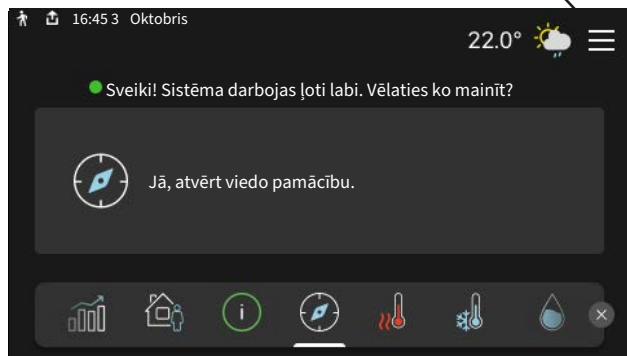 16:45 3 Oktobris
22.0°
Sveiki! Sistēma darbojas ļoti labi. Vēlaties ko mainīt?
Jā, atvērt viedo pamācību.